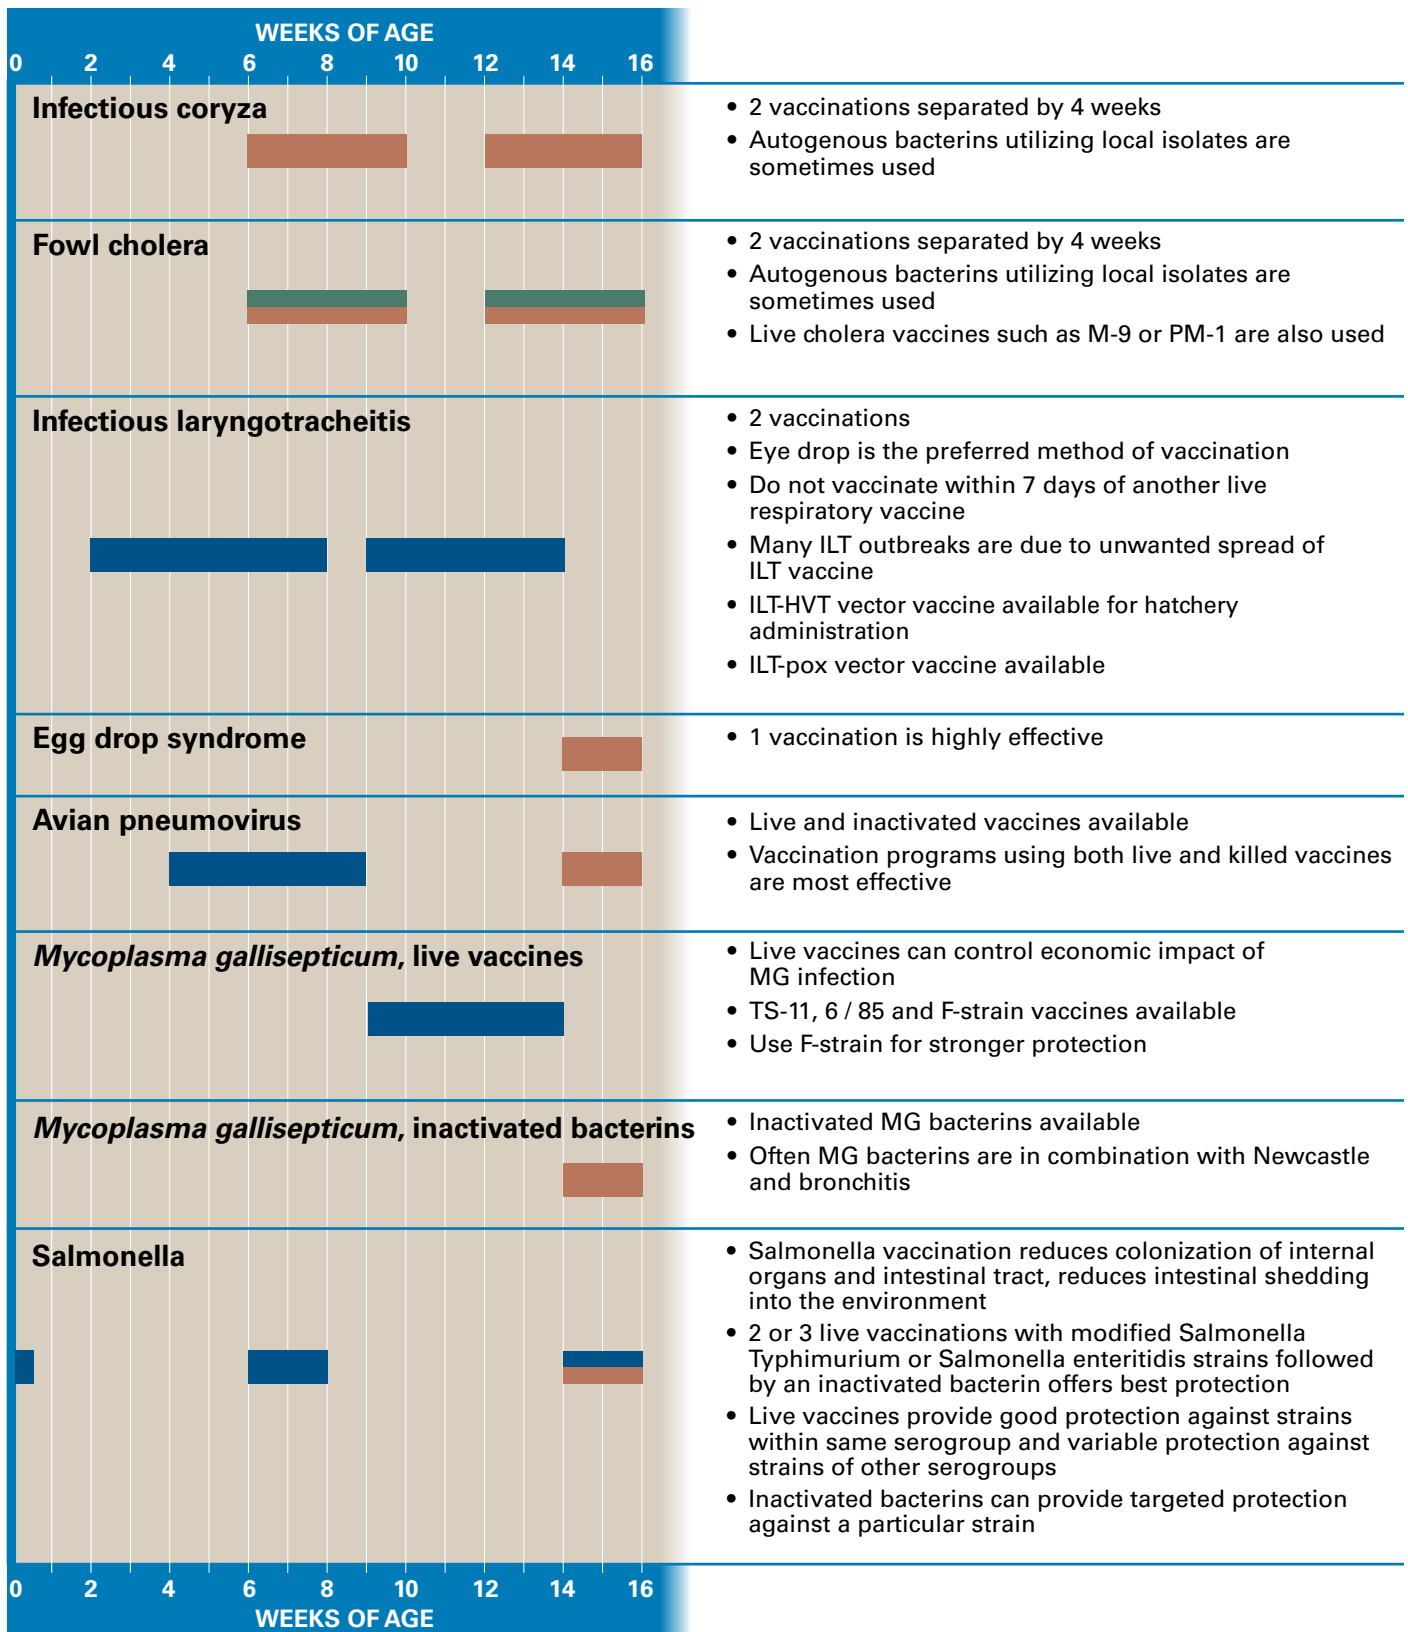 WEEKS OF AGE
0 2 4 6 8 10 12 14 16
Infectious coryza
• 2 vaccinations separated by 4 weeks
• Autogenous bacterins utilizing local isolates are
sometimes used
Fowl cholera
• 2 vaccinations separated by 4 weeks
• Autogenous bacterins utilizing local isolates are
sometimes used
• Live cholera vaccines such as M-9 or PM-1 are also used
Infectious laryngotracheitis
• 2 vaccinations
• Eye drop is the preferred method of vaccination
• Do not vaccinate within 7 days of another live
respiratory vaccine
• Many ILT outbreaks are due to unwanted spread of
ILT vaccine
• ILT-HVT vector vaccine available for hatchery
administration
• ILT-pox vector vaccine available
Egg drop syndrome
• 1 vaccination is highly effective
Avian pneumovirus
• Live and inactivated vaccines available
• Vaccination programs using both live and killed vaccines
are most effective
Mycoplasma gallisepticum, live vaccines
• Live vaccines can control economic impact of
MG infection
• TS-11, 6 / 85 and F-strain vaccines available
• Use F-strain for stronger protection
Mycoplasma gallisepticum, inactivated bacterins
• Inactivated MG bacterins available
• Often MG bacterins are in combination with Newcastle
and bronchitis
Salmonella
• Salmonella vaccination reduces colonization of internal
organs and intestinal tract, reduces intestinal shedding
into the environment
• 2 or 3 live vaccinations with modified Salmonella
Typhimurium or Salmonella enteritidis strains followed
by an inactivated bacterin offers best protection
• Live vaccines provide good protection against strains
within same serogroup and variable protection against
strains of other serogroups
• Inactivated bacterins can provide targeted protection
against a particular strain
0 2 4 6 8 10 12 14 16
WEEKS OF AGE